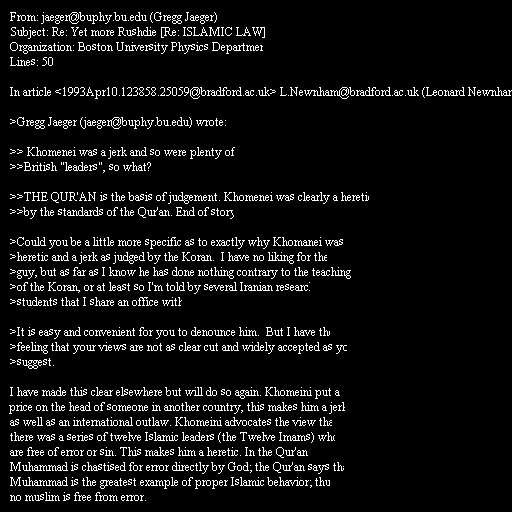 From: jaeger@buphy.bu.edu (Gregg Jaeger)
Subject: Re: Yet more Rushdie [Re: ISLAMIC LAW]
Organization: Boston University Physics Departmen
Lines: 50
In article <1993Apr10.123858.25059@bradford.ac.uk> L.Newnham@bradford.ac.uk (Leonard Newnham
>Gregg Jaeger (jaeger@buphy.bu.edu) wrote:
>> Khomenei was a jerk and so were plenty of
>>British "leaders", so what?
>>THE QUR'AN is the basis of judgement. Khomenei was clearly a hereti
>>by the standards of the Qur'an. End of story
>Could you be a little more specific as to exactly why Khomanei was
>heretic and a jerk as judged by the Koran.  I have no liking for the
>guy, but as far as I know he has done nothing contrary to the teaching
>of the Koran, or at least so I'm told by several Iranian researc
>students that I share an office with
>It is easy and convenient for you to denounce him.  But I have the
>feeling that your views are not as clear cut and widely accepted as yo
>suggest.
I have made this clear elsewhere but will do so again. Khomeini put a
price on the head of someone in another country, this makes him a jerk
as well as an international outlaw. Khomeini advocates the view tha
there was a series of twelve Islamic leaders (the Twelve Imams) who
are free of error or sin. This makes him a heretic. In the Qur'an
Muhammad is chastised for error directly by God; the Qur'an says tha
Muhammad is the greatest example of proper Islamic behavior; thu
no muslim is free from error.